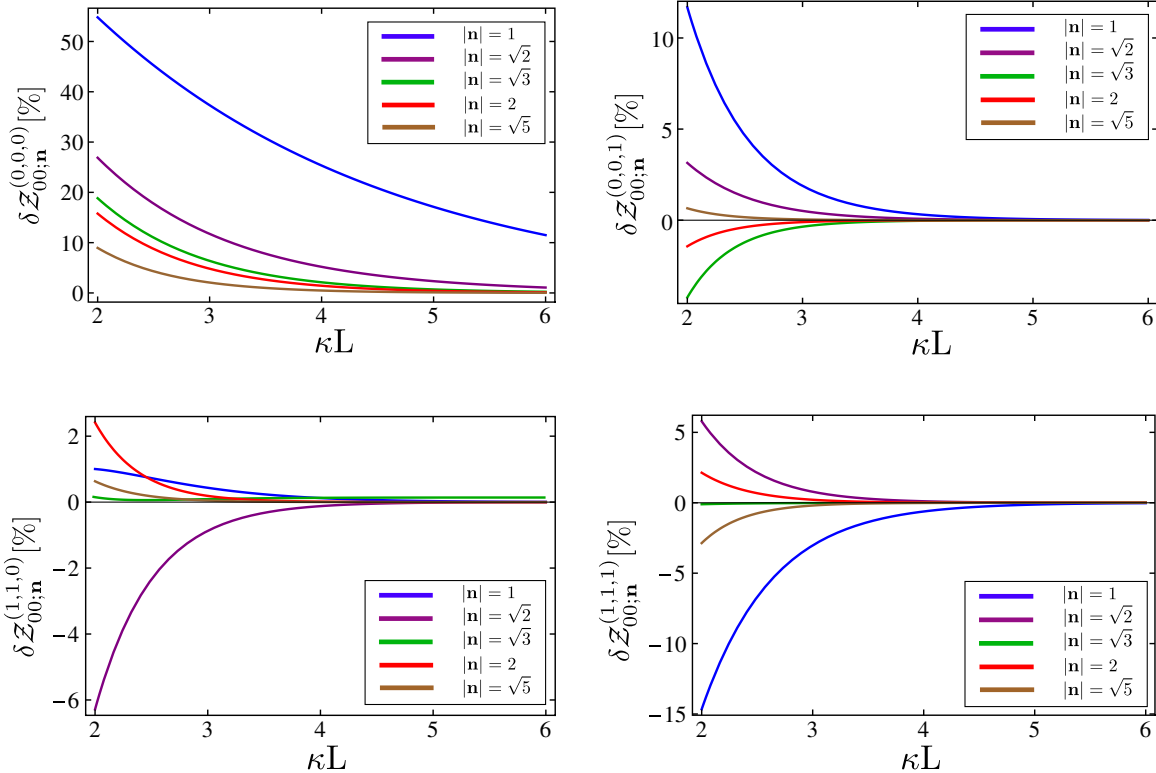 δZ^{(0,0,0)}_{00;n} [%]
50
40
30
20
10
0
2 3 4 5 6
κL
|n| = 1
|n| = √2
|n| = √3
|n| = 2
|n| = √5
δZ^{(0,0,1)}_{00;n} [%]
10
5
0
2 3 4 5 6
κL
|n| = 1
|n| = √2
|n| = √3
|n| = 2
|n| = √5
δZ^{(1,1,0)}_{00;n} [%]
2
0
−2
−4
−6
2 3 4 5 6
κL
|n| = 1
|n| = √2
|n| = √3
|n| = 2
|n| = √5
δZ^{(1,1,1)}_{00;n} [%]
5
0
−5
−10
−15
2 3 4 5 6
κL
|n| = 1
|n| = √2
|n| = √3
|n| = 2
|n| = √5